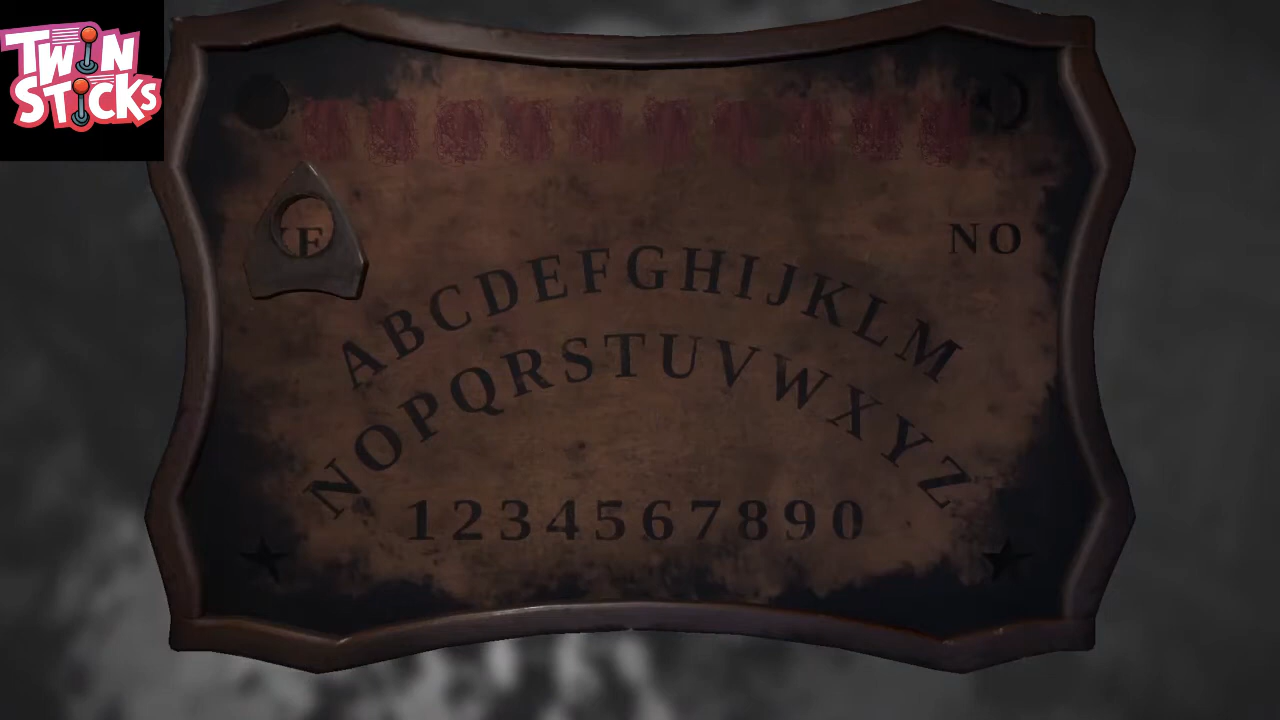 TWIN
STICKS
NO
ABCDEFGHIJKLM
NOPQRSTUVWXYZ
1234567890